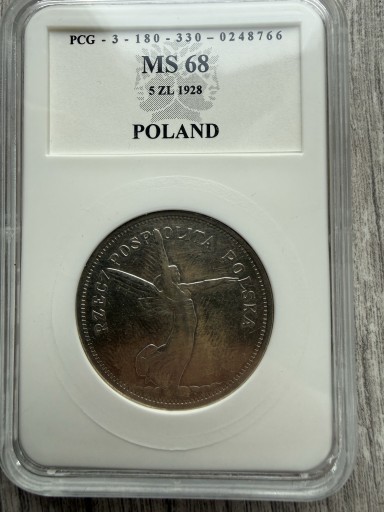 PCG - 3 - 180 - 330 - 0248766
MS 68
5 ZL 1928
POLAND
RZECZPOSPOLITA POLSKA